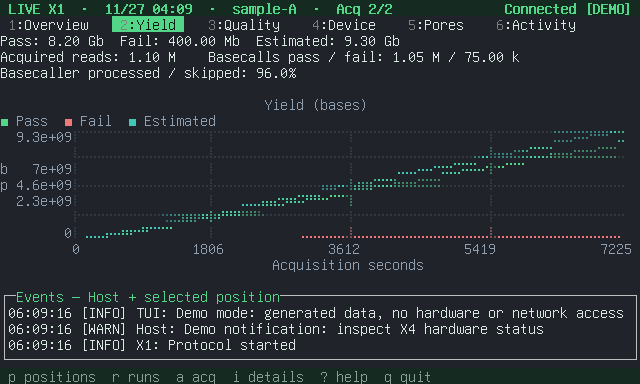 LIVE X1  -  11/27 04:09  -  sample-A  -  Acq 2/2  Connected [DEMO]
1:Overview  2:Yield  3:Quality  4:Device  5:Pores  6:Activity
Pass: 8.20 Gb  Fail: 400.00 Mb  Estimated: 9.30 Gb
Acquired reads: 1.10 M  Basecalls pass / fail: 1.05 M / 75.00 k
Basecaller processed / skipped: 96.0%
Yield (bases)
Pass  Fail  Estimated
9.3e+09
b 7e+09
p 4.6e+09
2.3e+09
0
0  1806  3612  5419  7225
Acquisition seconds
Events — Host + selected position
06:09:16 [INFO] TUI: Demo mode: generated data, no hardware or network access
06:09:16 [WARN] Host: Demo notification: inspect X4 hardware status
06:09:16 [INFO] X1: Protocol started
p positions  r runs  a acq  i details  ? help  q quit